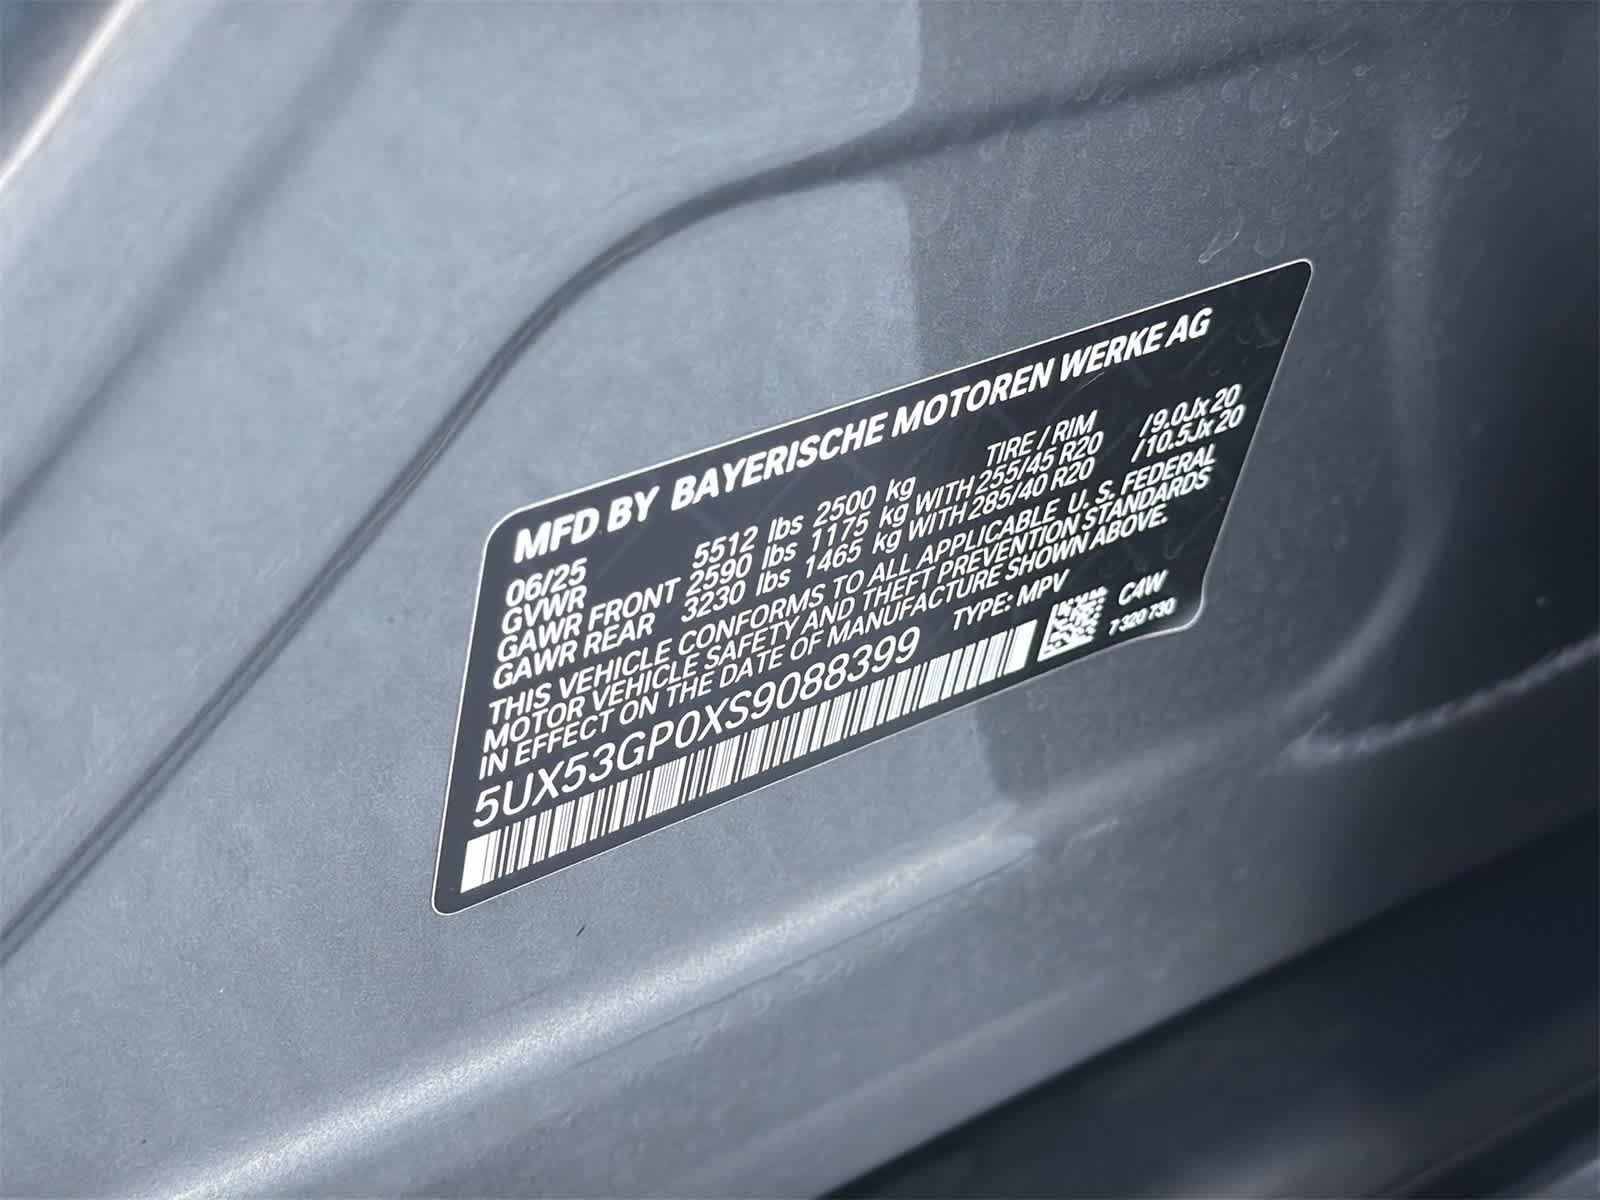 MFD BY BAYERISCHE MOTOREN WERKE AG
06/25 TIRE / RIM
GVWR 5512 lbs 2500 kg
GAWR FRONT 2590 lbs 1175 kg WITH 255/45 R20 /9.0Jx20
GAWR REAR 3230 lbs 1465 kg WITH 285/40 R20 /10.5Jx20
THIS VEHICLE CONFORMS TO ALL APPLICABLE U. S. FEDERAL
MOTOR VEHICLE SAFETY AND THEFT PREVENTION STANDARDS
IN EFFECT ON THE DATE OF MANUFACTURE SHOWN ABOVE.
5UX53GP0XS9088399 TYPE: MPV C4W
7 320 730